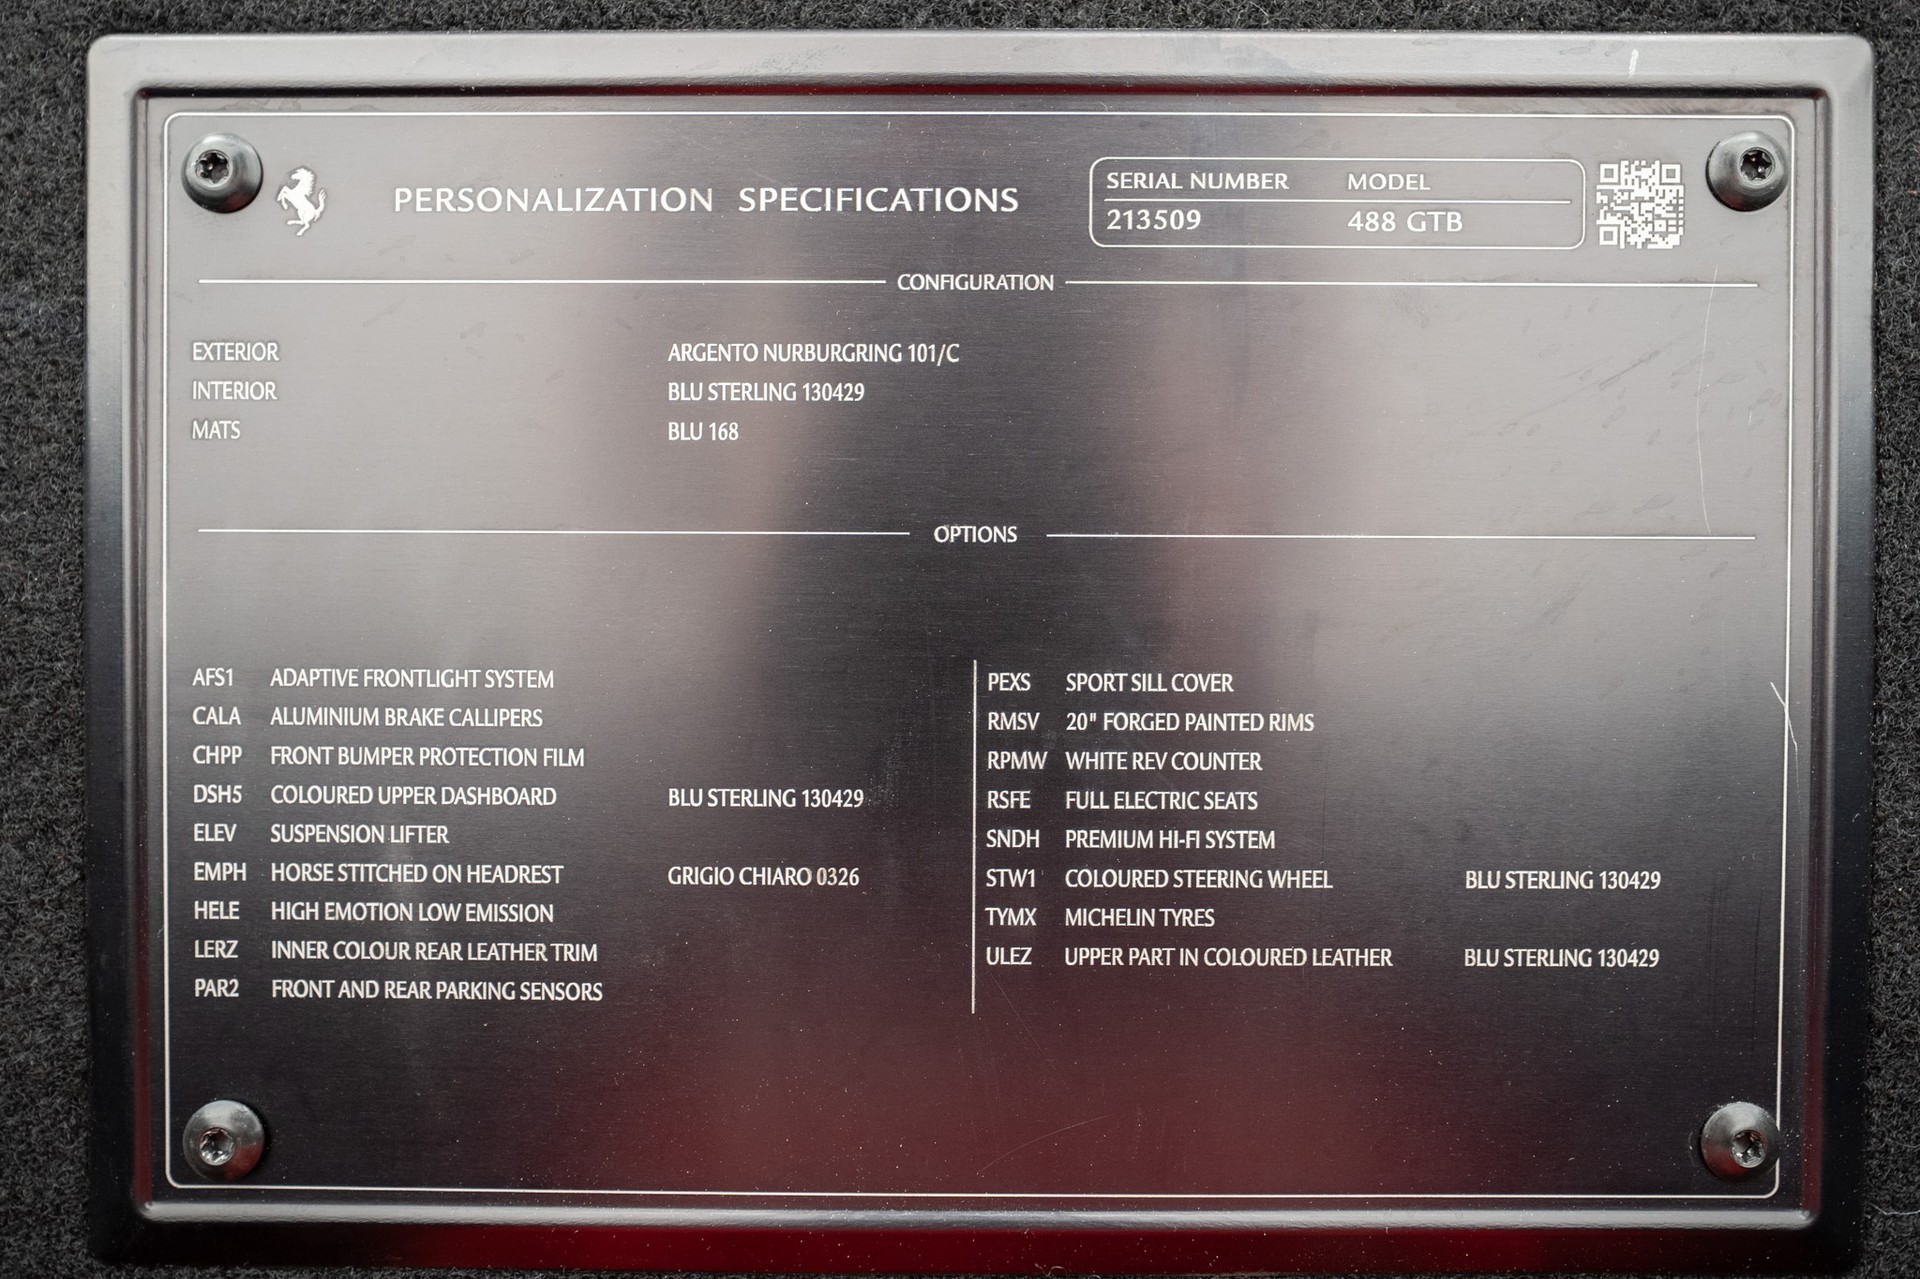 PERSONALIZATION SPECIFICATIONS
SERIAL NUMBER MODEL
213509 488 GTB
CONFIGURATION
EXTERIOR ARGENTO NURBURGRING 101/C
INTERIOR BLU STERLING 130429
MATS BLU 168
OPTIONS
AFS1 ADAPTIVE FRONTLIGHT SYSTEM
CALA ALUMINIUM BRAKE CALLIPERS
CHPP FRONT BUMPER PROTECTION FILM
DSH5 COLOURED UPPER DASHBOARD BLU STERLING 130429
ELEV SUSPENSION LIFTER
EMPH HORSE STITCHED ON HEADREST GRIGIO CHIARO 0326
HELE HIGH EMOTION LOW EMISSION
LERZ INNER COLOUR REAR LEATHER TRIM
PAR2 FRONT AND REAR PARKING SENSORS
PEXS SPORT SILL COVER
RMSV 20" FORGED PAINTED RIMS
RPMW WHITE REV COUNTER
RSFE FULL ELECTRIC SEATS
SNDH PREMIUM HI-FI SYSTEM
STW1 COLOURED STEERING WHEEL BLU STERLING 130429
TYMX MICHELIN TYRES
ULEZ UPPER PART IN COLOURED LEATHER BLU STERLING 130429